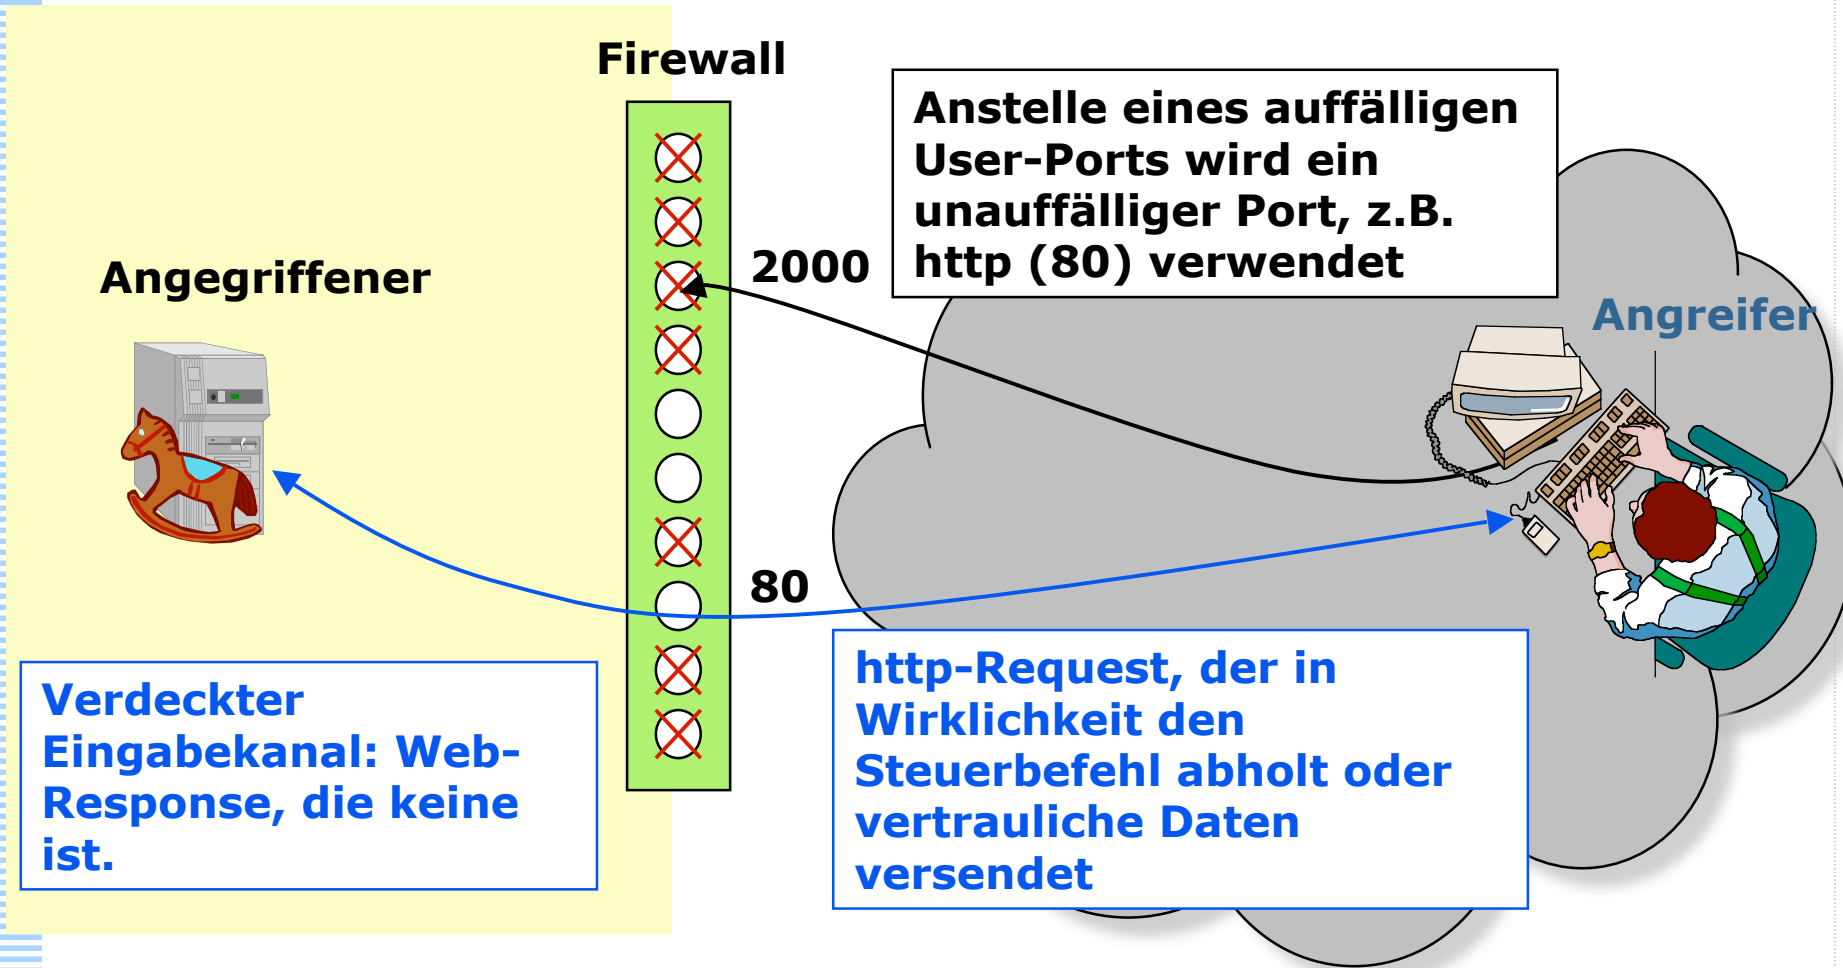 Firewall
Anstelle eines auffälligen
User-Ports wird ein
unauffälliger Port, z.B.
http (80) verwendet
2000
Angegriffener
Angreifer
80
http-Request, der in
Wirklichkeit den
Steuerbefehl abholt oder
vertrauliche Daten
versendet
Verdeckter
Eingabekanal: Web-
Response, die keine
ist.